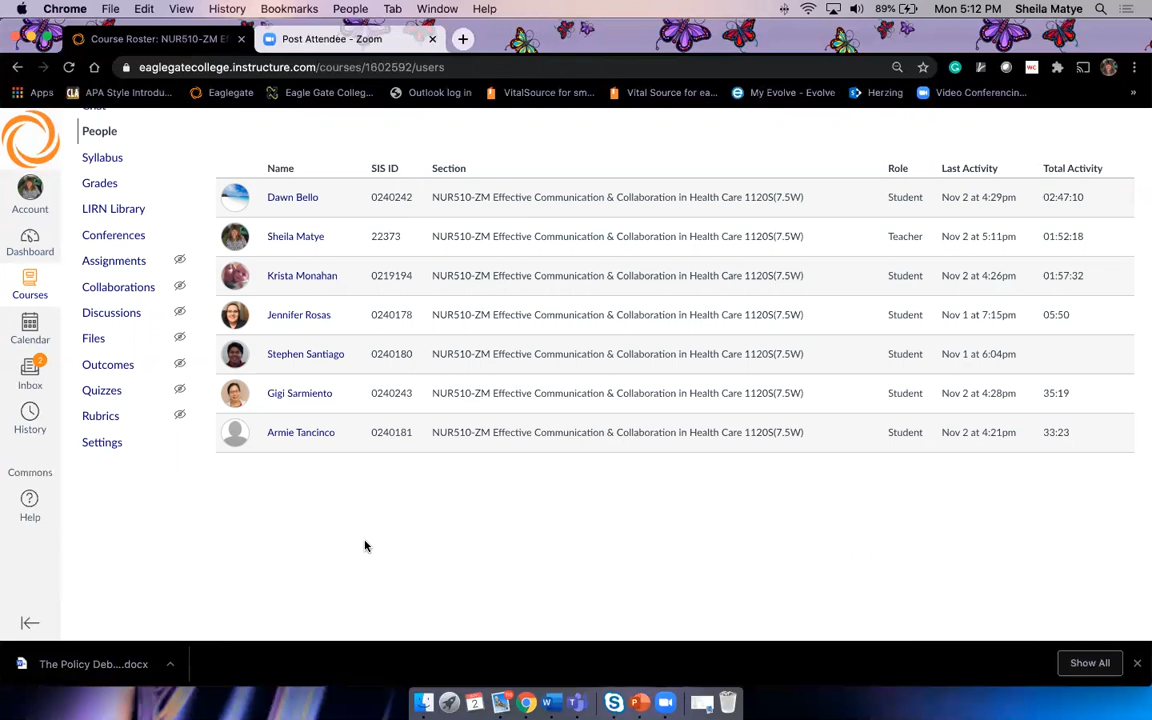 Chrome File Edit View History Bookmarks People Tab Window Help 89% Mon 5:12 PM Sheila Matye
Course Roster: NUR510-ZM Ef Post Attendee - Zoom
eaglegatecollege.instructure.com/courses/1602592/users
Apps APA Style Introdu... Eaglegate Eagle Gate Colleg... Outlook log in VitalSource for sm... Vital Source for ea... My Evolve - Evolve Herzing Video Conferencin... »
Chat
People
Syllabus
Grades
LIRN Library
Conferences
Assignments
Collaborations
Discussions
Files
Outcomes
Quizzes
Rubrics
Settings
Account
Dashboard
Courses
Calendar
2
Inbox
History
Commons
Help
Name SIS ID Section Role Last Activity Total Activity
Dawn Bello 0240242 NUR510-ZM Effective Communication & Collaboration in Health Care 1120S(7.5W) Student Nov 2 at 4:29pm 02:47:10
Sheila Matye 22373 NUR510-ZM Effective Communication & Collaboration in Health Care 1120S(7.5W) Teacher Nov 2 at 5:11pm 01:52:18
Krista Monahan 0219194 NUR510-ZM Effective Communication & Collaboration in Health Care 1120S(7.5W) Student Nov 2 at 4:26pm 01:57:32
Jennifer Rosas 0240178 NUR510-ZM Effective Communication & Collaboration in Health Care 1120S(7.5W) Student Nov 1 at 7:15pm 05:50
Stephen Santiago 0240180 NUR510-ZM Effective Communication & Collaboration in Health Care 1120S(7.5W) Student Nov 1 at 6:04pm
Gigi Sarmiento 0240243 NUR510-ZM Effective Communication & Collaboration in Health Care 1120S(7.5W) Student Nov 2 at 4:28pm 35:19
Armie Tancinco 0240181 NUR510-ZM Effective Communication & Collaboration in Health Care 1120S(7.5W) Student Nov 2 at 4:21pm 33:23
The Policy Deb....docx Show All